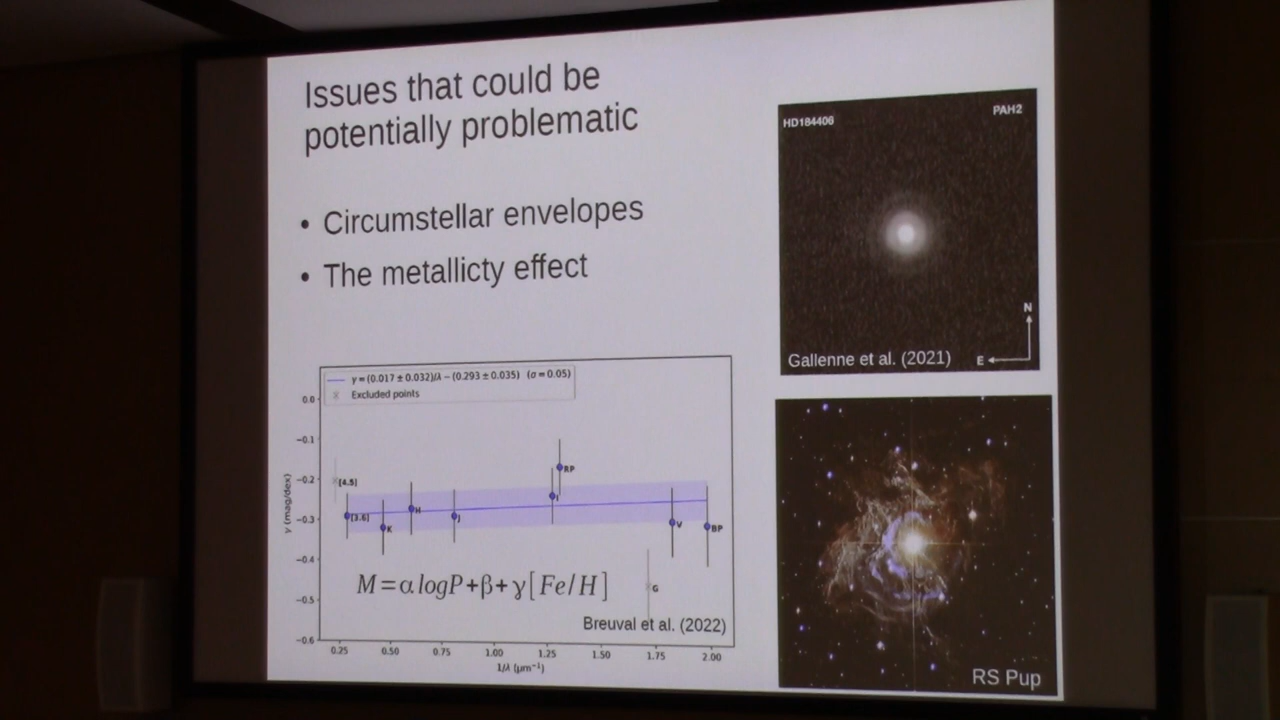 Issues that could be
potentially problematic
• Circumstellar envelopes
• The metallicty effect
HD184406
PAH2
N
E
Gallenne et al. (2021)
y = (0.017 ± 0.032)/λ − (0.293 ± 0.035) (σ = 0.05)
Excluded points
0.0
−0.1
−0.2
−0.3
−0.4
−0.5
−0.6
γ (mag/dex)
[4.5]
[3.6]
K
H
J
I
RP
V
BP
G
M=α logP+β+γ[Fe/H]
Breuval et al. (2022)
0.25 0.50 0.75 1.00 1.25 1.50 1.75 2.00
1/λ (μm⁻¹)
RS Pup